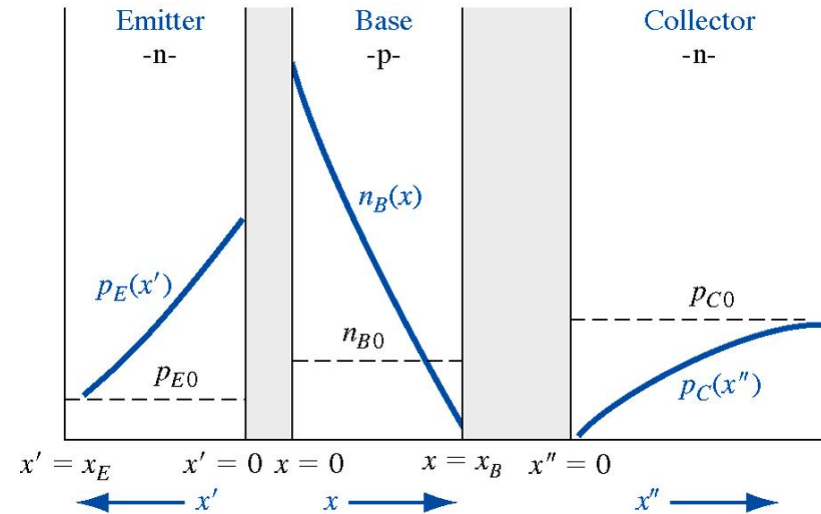 Emitter
-n-
Base
-p-
Collector
-n-
p_E(x′)
p_E0
n_B(x)
n_B0
p_C0
p_C(x″)
x′ = x_E
x′ = 0
x = 0
x = x_B
x″ = 0
x′
x
x″